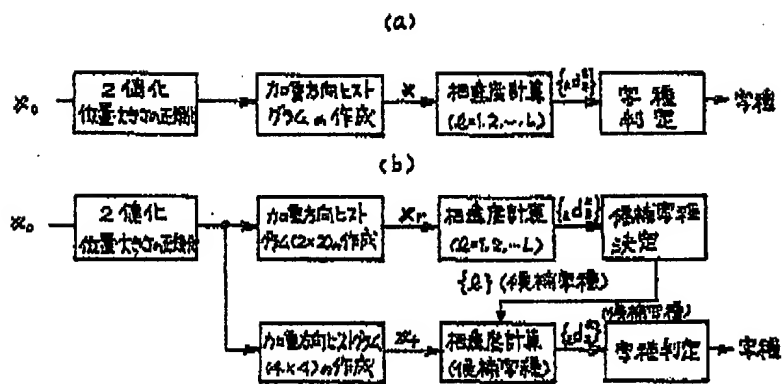 (a)
𝒙₀
2値化
位置・大きさの正規化
加重方向ヒスト
グラムの作成
𝒙
相違度計算
(ℓ=1,2,…,L)
{ℓd²}
字種
判定
字種
(b)
𝒙₀
2値化
位置・大きさの正規化
加重方向ヒスト
グラム(2×2)の作成
𝒙r
相違度計算
(ℓ=1,2,…L)
候補字種
決定
{ℓ}(候補字種)
加重方向ヒストグラム
(4×4)の作成
相違度計算
(候補字種)
(候補字種)
字種判定
字種